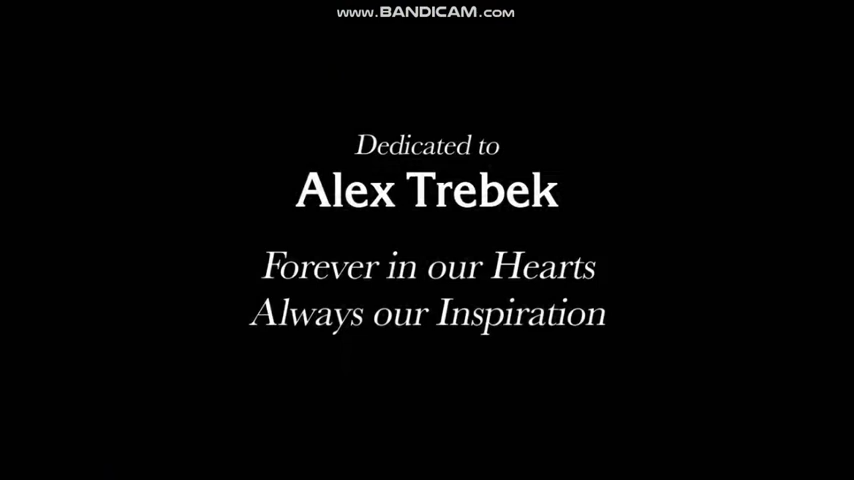 www.BANDICAM.com
Dedicated to
Alex Trebek
Forever in our Hearts
Always our Inspiration